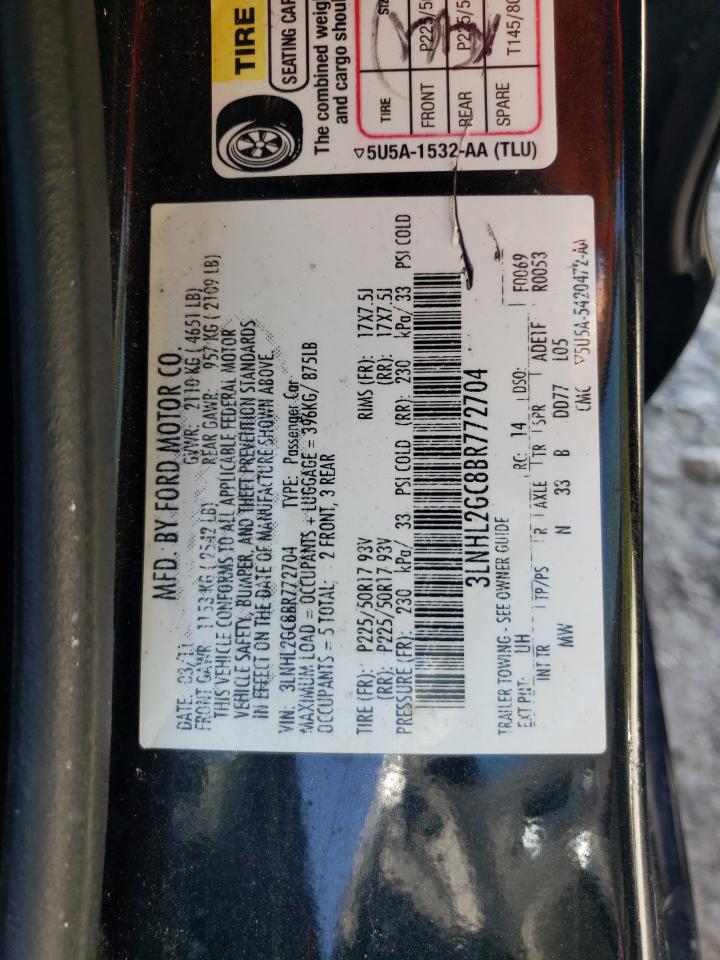 TIRE
SEATING CAP
The combined weig
and cargo shou
TIRE SIZ
FRONT P225/50
REAR P225/5
SPARE T145/80
▽5U5A-1532-AA (TLU)
MFD. BY FORD MOTOR CO.
DATE: 03/11 GVWR: 2110 KG ( 4651 LB)
FRONT GAWR: 1153 KG ( 2542 LB) REAR GAWR: 957 KG ( 2109 LB)
THIS VEHICLE CONFORMS TO ALL APPLICABLE FEDERAL MOTOR
VEHICLE SAFETY, BUMPER, AND THEFT PREVENTION STANDARDS
IN EFFECT ON THE DATE OF MANUFACTURE SHOWN ABOVE.
VIN: 3LNHL2GC8BR772704 TYPE: Passenger Car
MAXIMUM LOAD = OCCUPANTS + LUGGAGE = 396KG/ 875LB
OCCUPANTS = 5 TOTAL: 2 FRONT, 3 REAR
TIRE (FR): P225/50R17 93V RIMS (FR): 17X7.5J
(RR): P225/50R17 93V (RR): 17X7.5J
PRESSURE (FR): 230 kPa/ 33 PSI COLD (RR): 230 kPa/ 33 PSI COLD
3LNHL2GC8BR772704
TRAILER TOWING - SEE OWNER GUIDE
EXT PNT: UH RC: 14 DSO: F0069
INT TR TP/PS R AXLE TR SPR ADE1F R0053
MW N 33 B DD77 L05
CMC ▽5U5A-5420472-AA